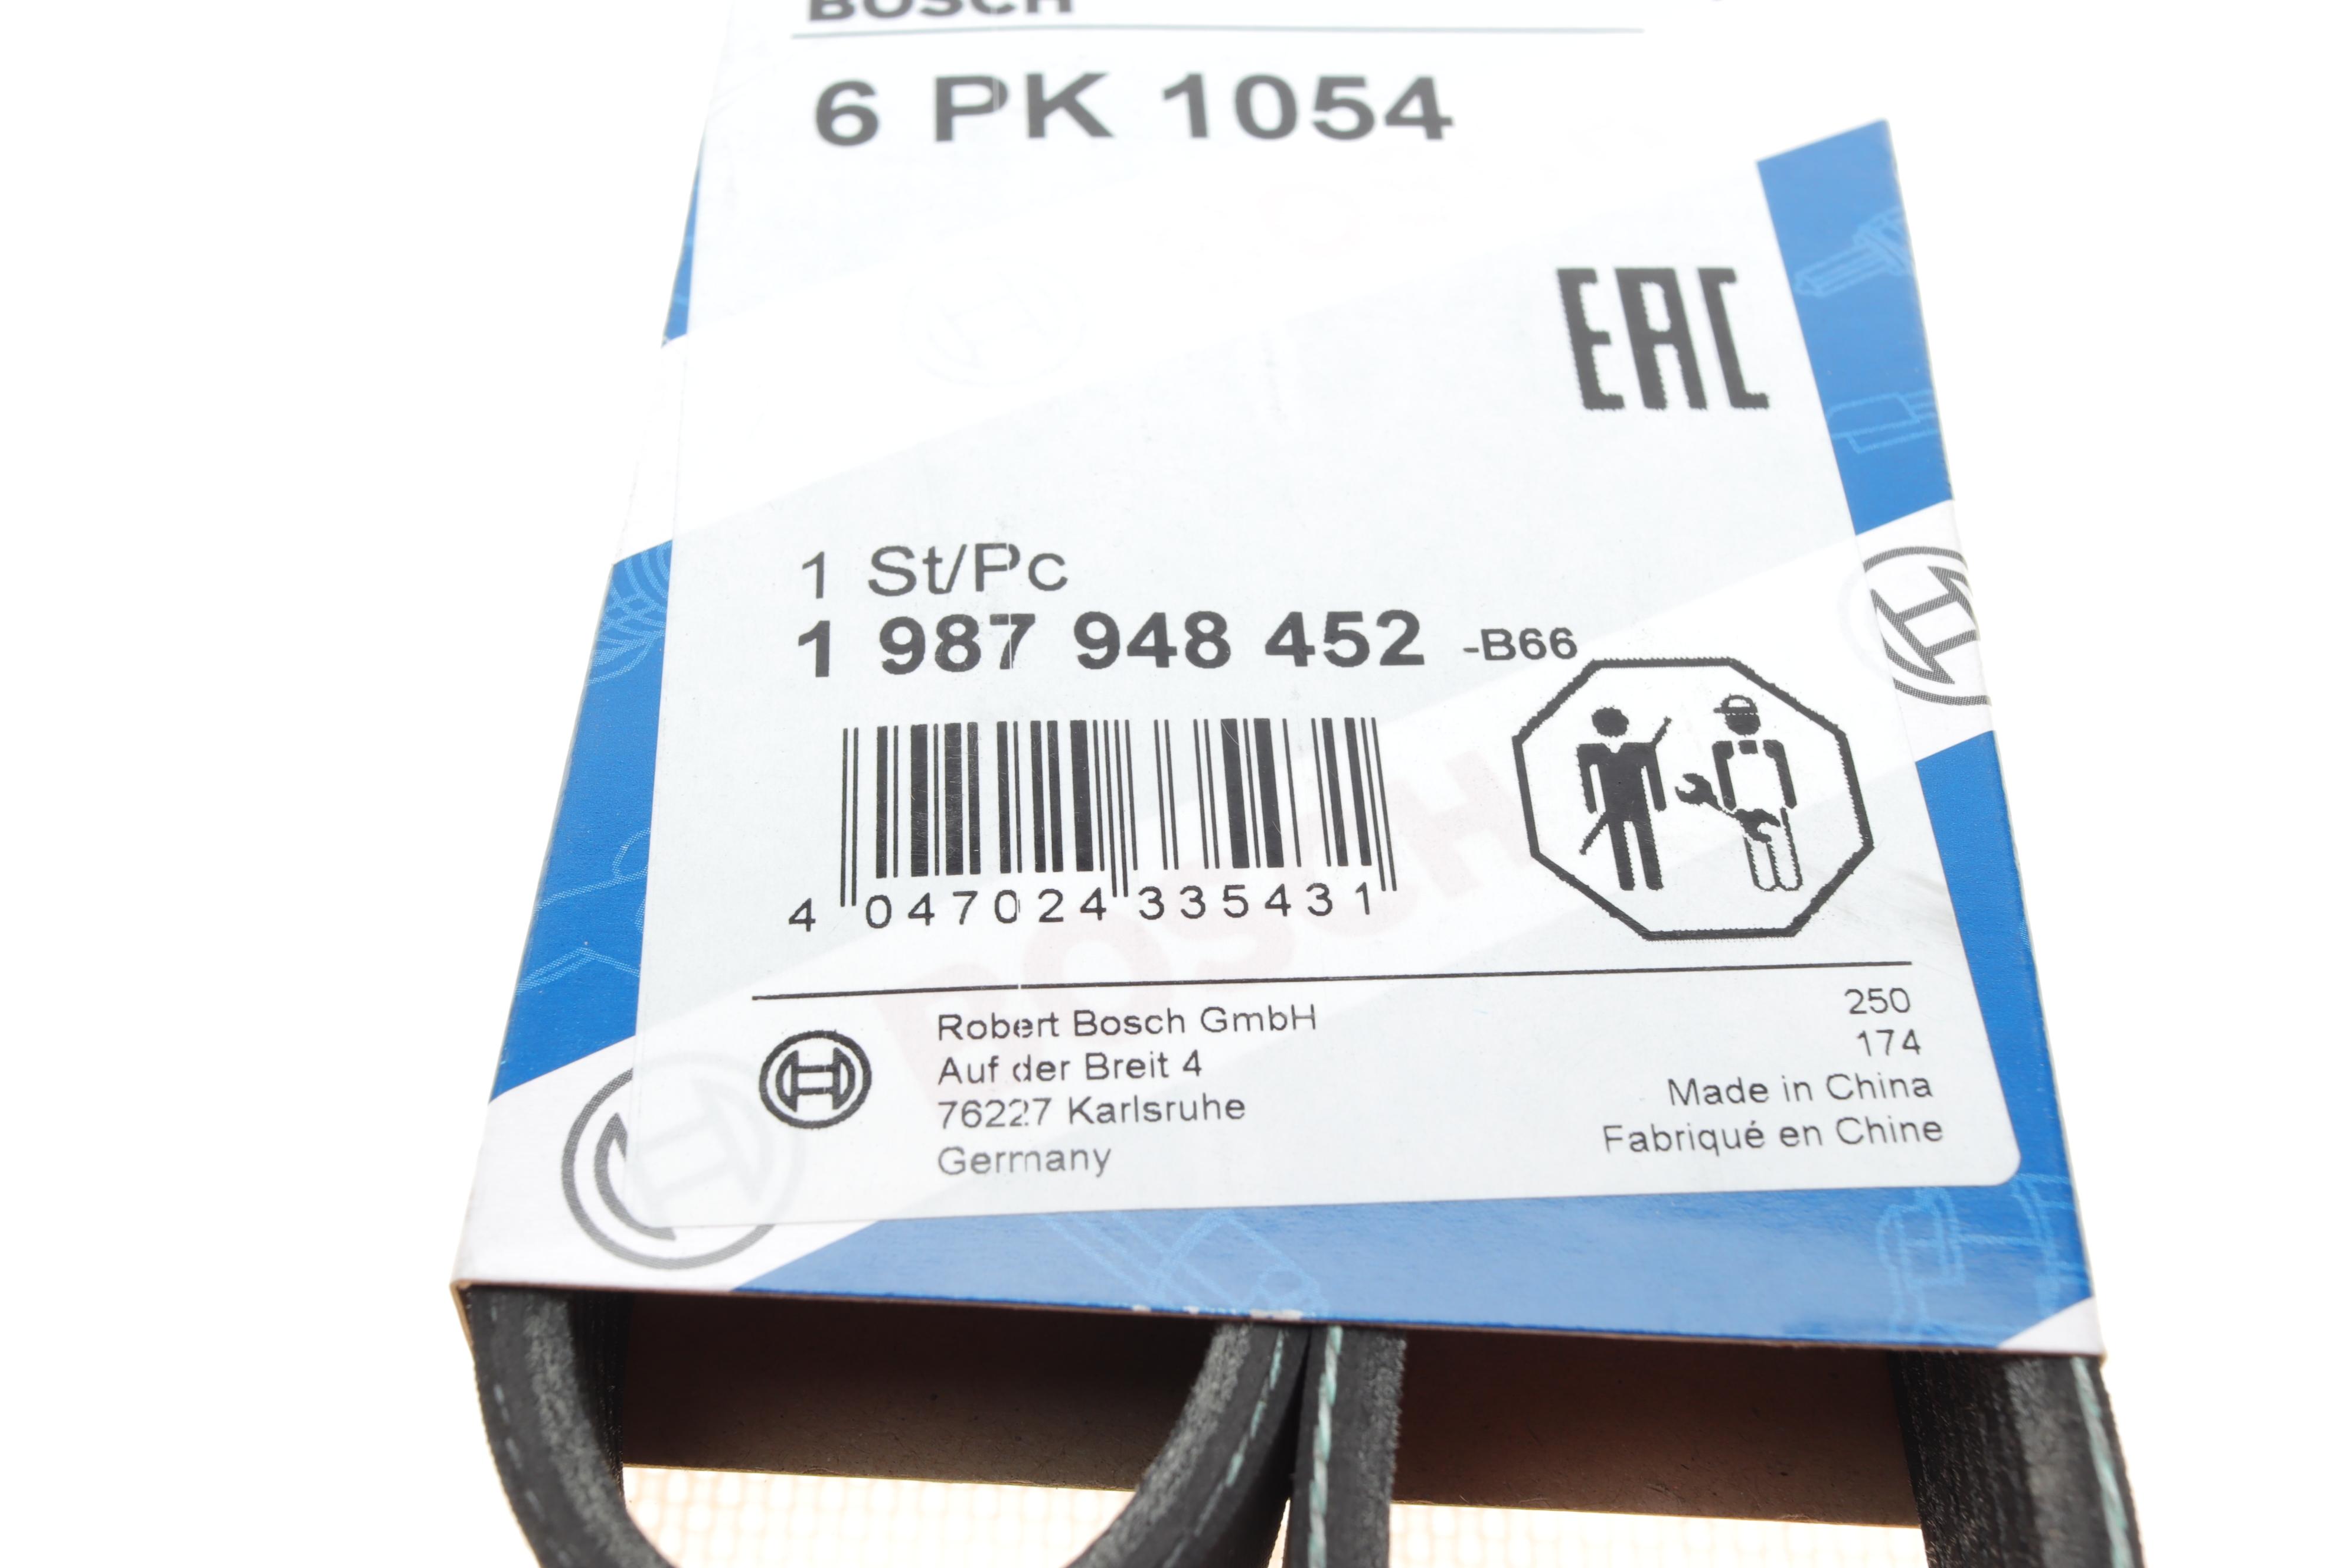 BOSCH
6 PK 1054
EAC
1 St/Pc
1 987 948 452 -B66
4 047024 335431
BOSCH
Robert Bosch GmbH
Auf der Breit 4
76227 Karlsruhe
Germany
250
174
Made in China
Fabriqué en Chine